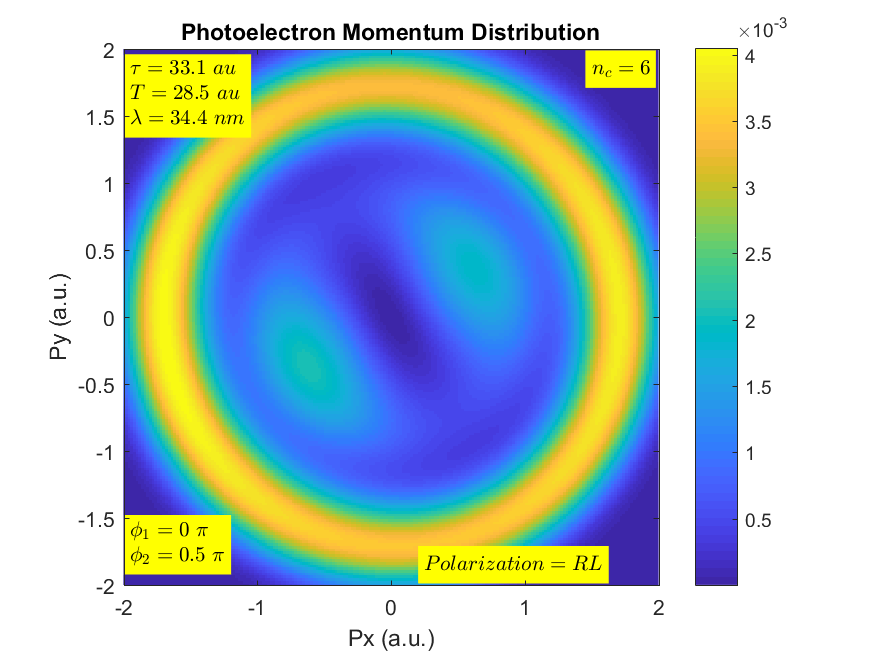 Photoelectron Momentum Distribution
×10⁻³
τ = 33.1 au
T = 28.5 au
λ = 34.4 nm
n_c = 6
2
1.5
1
0.5
0
-0.5
-1
-1.5
-2
Py (a.u.)
ϕ₁ = 0 π
ϕ₂ = 0.5 π
Polarization = RL
-2
-1
0
1
2
Px (a.u.)
4
3.5
3
2.5
2
1.5
1
0.5